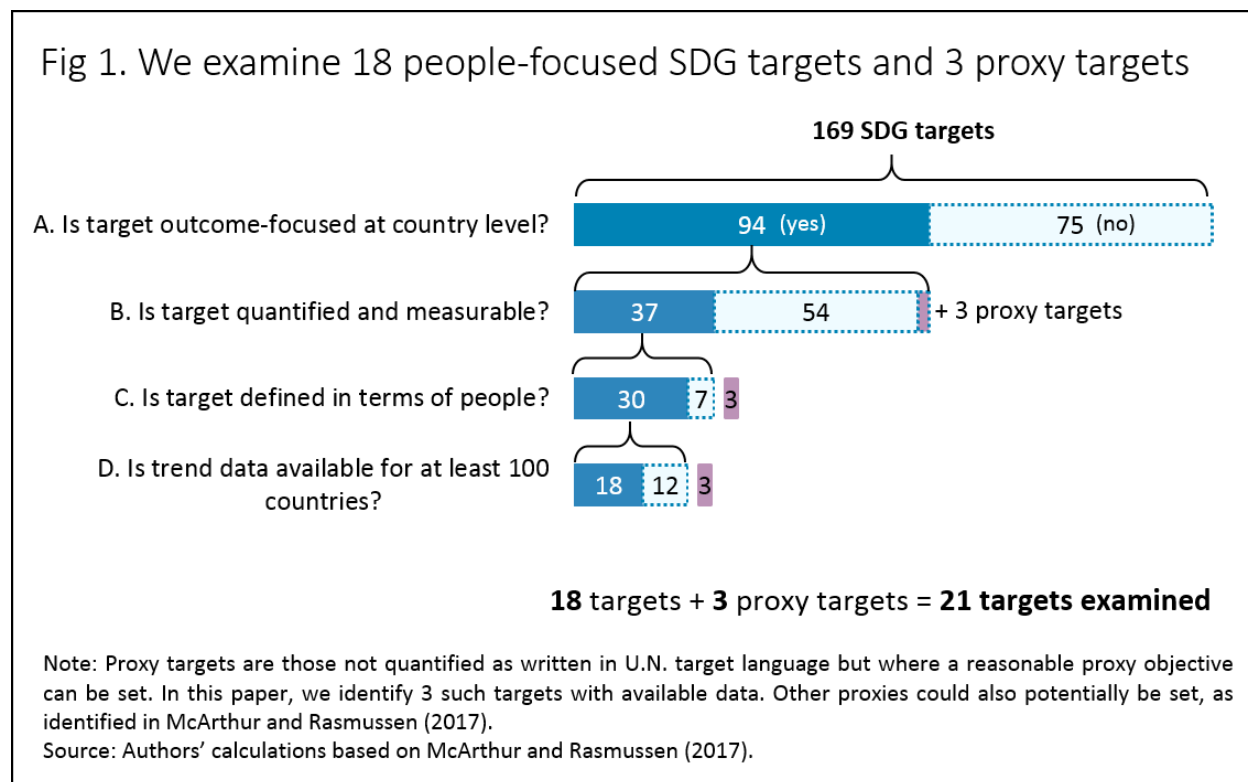 Fig 1. We examine 18 people-focused SDG targets and 3 proxy targets
169 SDG targets
A. Is target outcome-focused at country level?
94 (yes)
75 (no)
B. Is target quantified and measurable?
37
54
+ 3 proxy targets
C. Is target defined in terms of people?
30
7
3
D. Is trend data available for at least 100
countries?
18
12
3
18 targets + 3 proxy targets = 21 targets examined
Note: Proxy targets are those not quantified as written in U.N. target language but where a reasonable proxy objective
can be set. In this paper, we identify 3 such targets with available data. Other proxies could also potentially be set, as
identified in McArthur and Rasmussen (2017).
Source: Authors’ calculations based on McArthur and Rasmussen (2017).